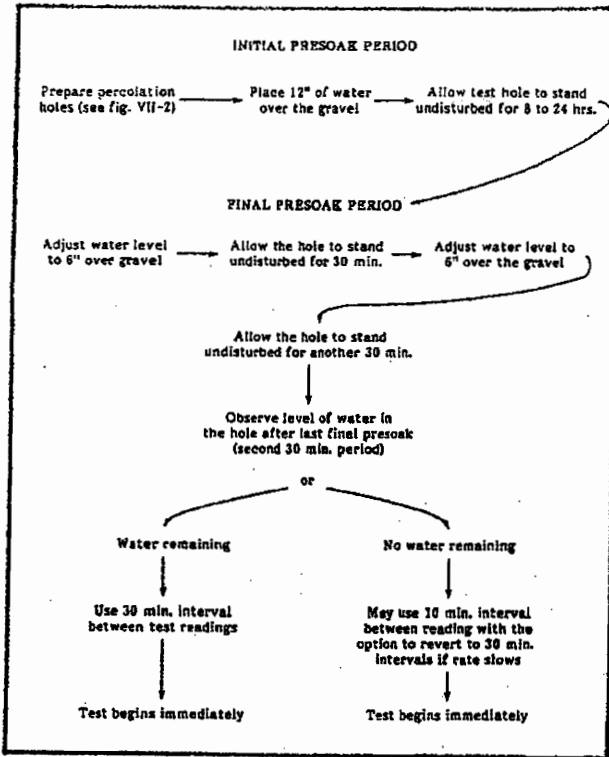 INITIAL PRESOAK PERIOD
Prepare percolation
holes (see fig. VII-2)
Place 12" of water
over the gravel
Allow test hole to stand
undisturbed for 8 to 24 hrs.
FINAL PRESOAK PERIOD
Adjust water level
to 6" over gravel
Allow the hole to stand
undisturbed for 30 min.
Adjust water level to
6" over the gravel
Allow the hole to stand
undisturbed for another 30 min.
Observe level of water in
the hole after last final presoak
(second 30 min. period)
or
Water remaining
No water remaining
Use 30 min. interval
between test readings
May use 10 min. interval
between reading with the
option to revert to 30 min.
intervals if rate slows
Test begins immediately
Test begins immediately